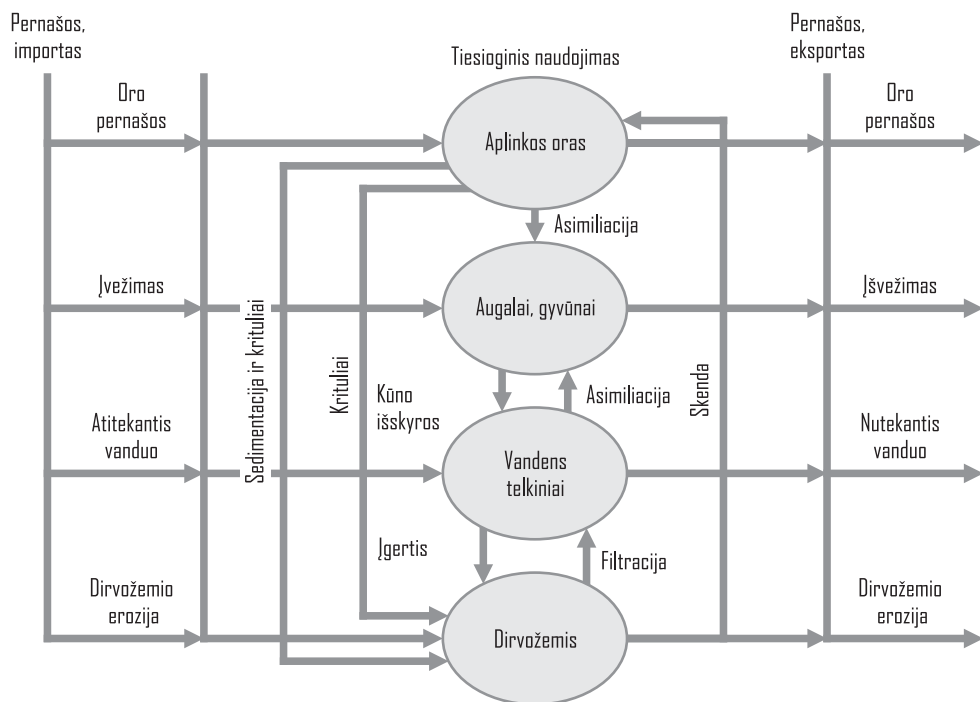 Pernašos,
importas
Pernašos,
eksportas
Tiesioginis naudojimas
Oro
pernašos
Aplinkos oras
Oro
pernašos
Asimiliacija
Įvežimas
Augalai, gyvūnai
Įšvežimas
Sedimentacija ir krituliai
Krituliai
Kūno
išskyros
Asimiliacija
Skenda
Atitekantis
vanduo
Vandens
telkiniai
Nutekantis
vanduo
Įgertis
Filtracija
Dirvožemio
erozija
Dirvožemis
Dirvožemio
erozija